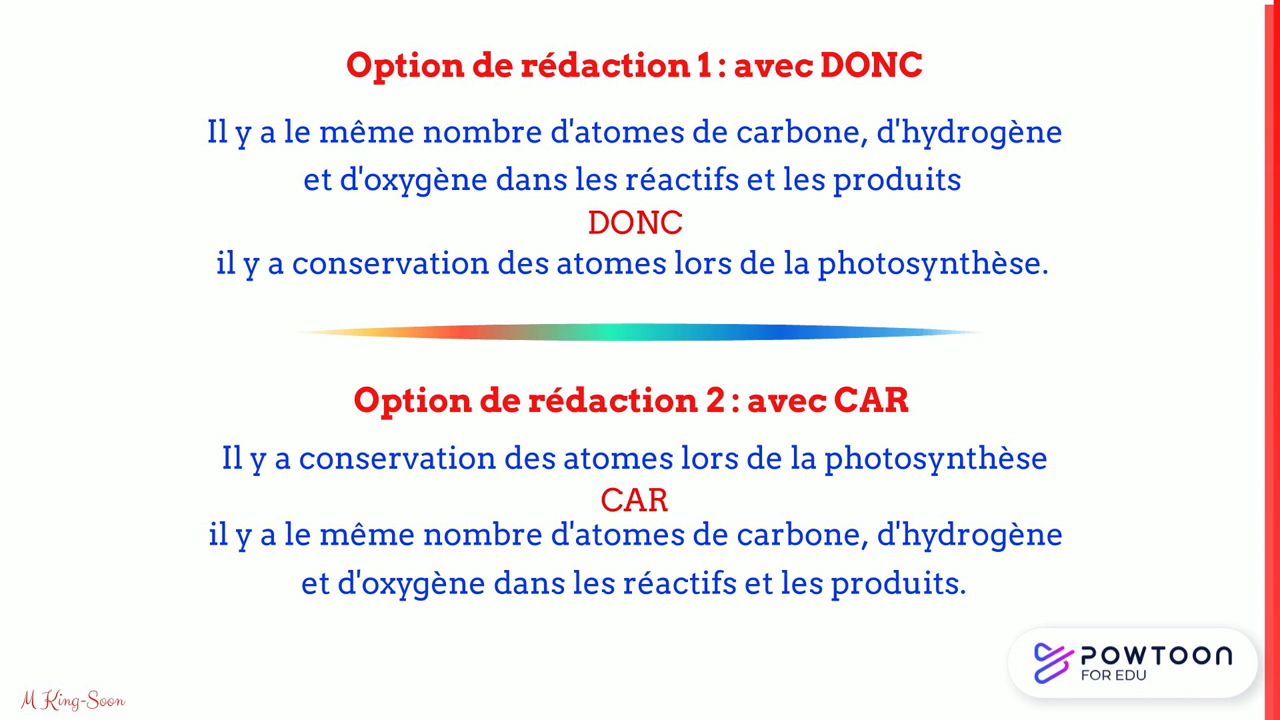 Option de rédaction 1 : avec DONC
Il y a le même nombre d'atomes de carbone, d'hydrogène
et d'oxygène dans les réactifs et les produits
DONC
il y a conservation des atomes lors de la photosynthèse.
Option de rédaction 2 : avec CAR
Il y a conservation des atomes lors de la photosynthèse
CAR
il y a le même nombre d'atomes de carbone, d'hydrogène
et d'oxygène dans les réactifs et les produits.
POWTOON
FOR EDU
M King-Soon